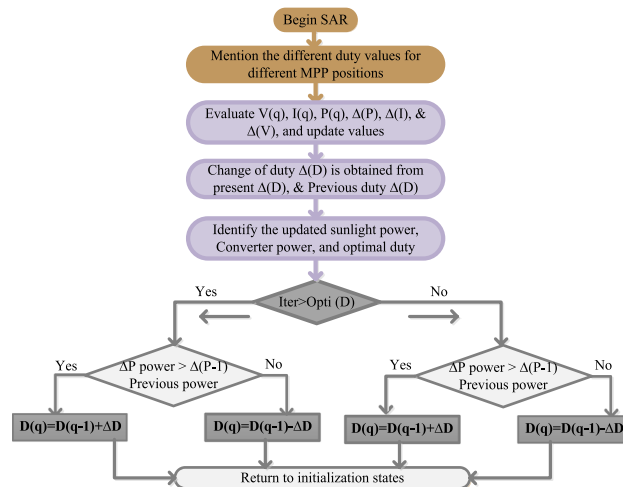 Begin SAR
Mention the different duty values for
different MPP positions
Evaluate V(q), I(q), P(q), Δ(P), Δ(I), &
Δ(V), and update values
Change of duty Δ(D) is obtained from
present Δ(D), & Previous duty Δ(D)
Identify the updated sunlight power,
Converter power, and optimal duty
Yes
Iter>Opti (D)
No
Yes
ΔP power > Δ(P-1)
Previous power
No
Yes
ΔP power > Δ(P-1)
Previous power
No
D(q)=D(q-1)+ΔD
D(q)=D(q-1)-ΔD
D(q)=D(q-1)+ΔD
D(q)=D(q-1)-ΔD
Return to initialization states